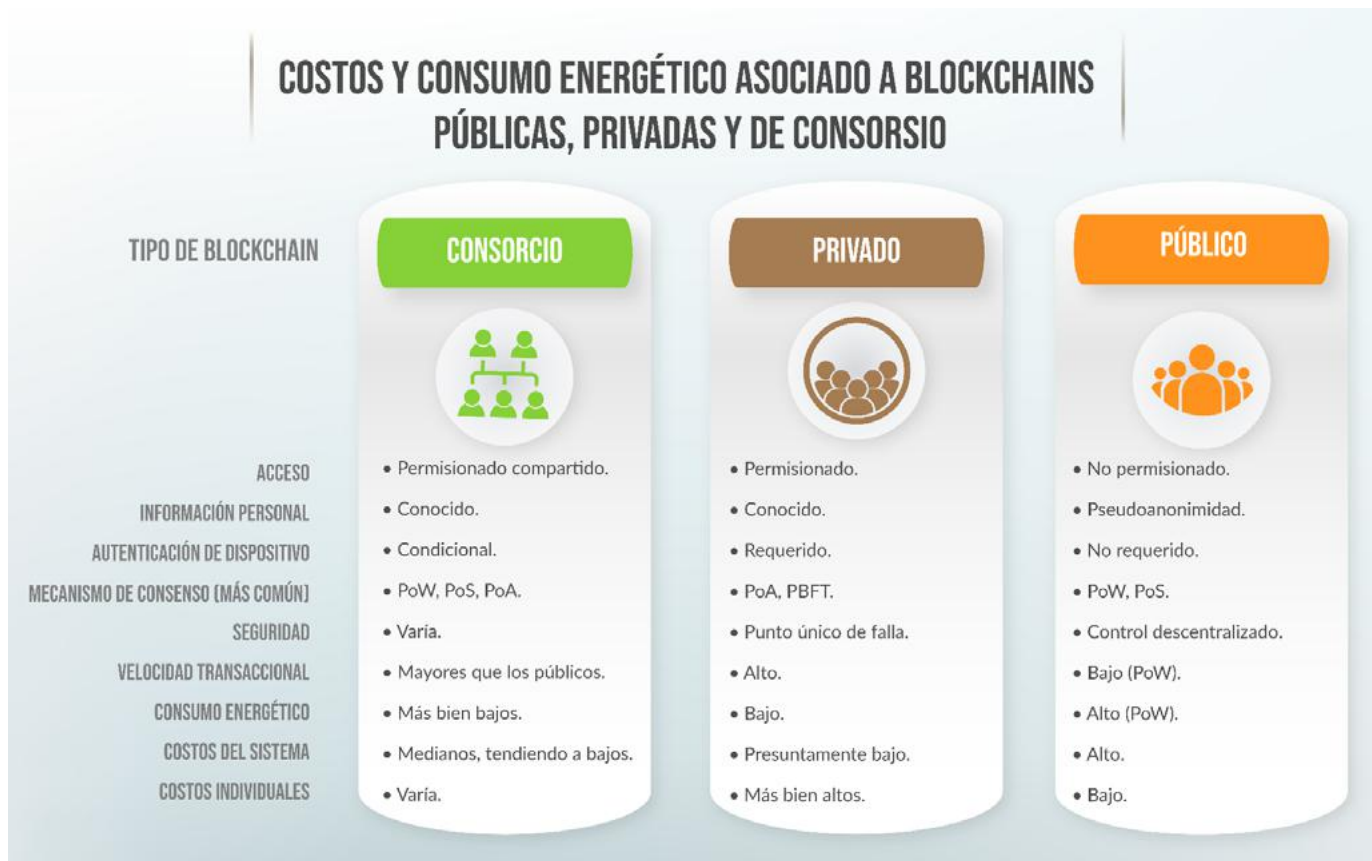 COSTOS Y CONSUMO ENERGÉTICO ASOCIADO A BLOCKCHAINS
PÚBLICAS, PRIVADAS Y DE CONSORSIO
TIPO DE BLOCKCHAIN
CONSORCIO
PRIVADO
PÚBLICO
ACCESO
• Permisionado compartido.
• Permisionado.
• No permisionado.
INFORMACIÓN PERSONAL
• Conocido.
• Conocido.
• Pseudoanonimidad.
AUTENTICACIÓN DE DISPOSITIVO
• Condicional.
• Requerido.
• No requerido.
MECANISMO DE CONSENSO (MÁS COMÚN)
• PoW, PoS, PoA.
• PoA, PBFT.
• PoW, PoS.
SEGURIDAD
• Varía.
• Punto único de falla.
• Control descentralizado.
VELOCIDAD TRANSACCIONAL
• Mayores que los públicos.
• Alto.
• Bajo (PoW).
CONSUMO ENERGÉTICO
• Más bien bajos.
• Bajo.
• Alto (PoW).
COSTOS DEL SISTEMA
• Medianos, tendiendo a bajos.
• Presuntamente bajo.
• Alto.
COSTOS INDIVIDUALES
• Varía.
• Más bien altos.
• Bajo.